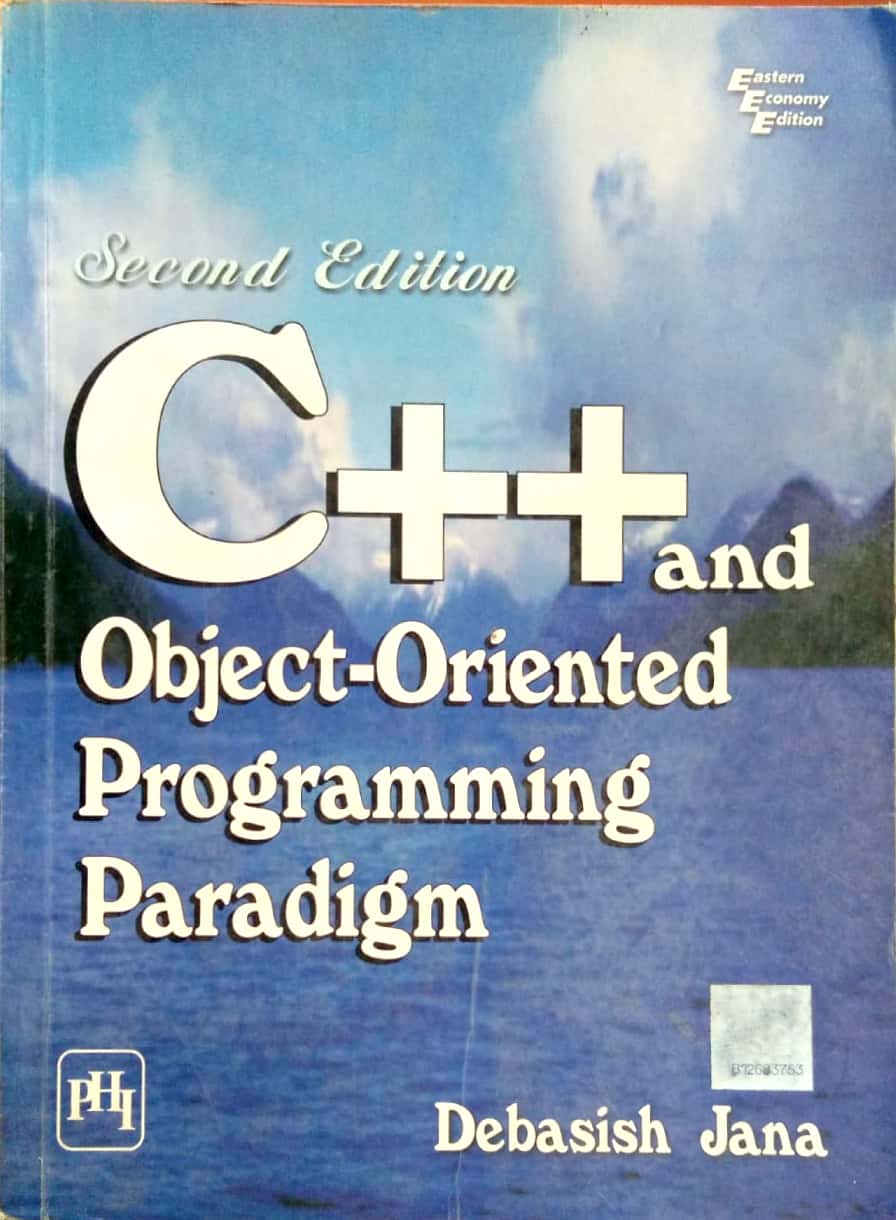 Eastern
Economy
Edition
Second Edition
C++ and
Object-Oriented
Programming
Paradigm
PHI
Debasish Jana